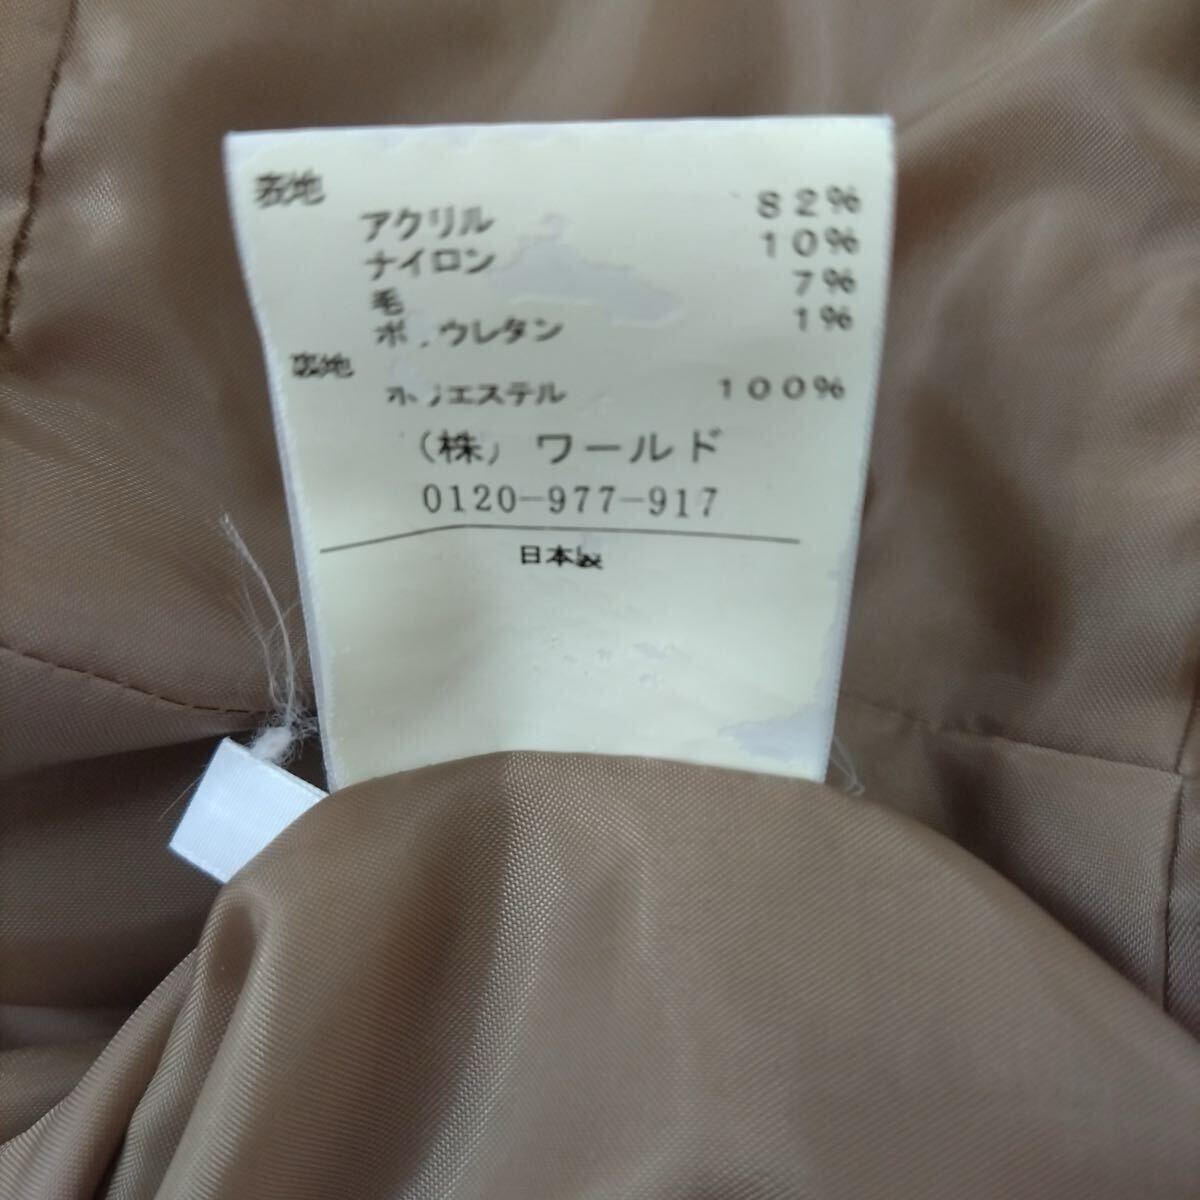 表地
アクリル 82%
ナイロン 10%
毛 7%
ポリウレタン 1%
裏地
ポリエステル 100%
(株) ワールド
0120-977-917
日本製